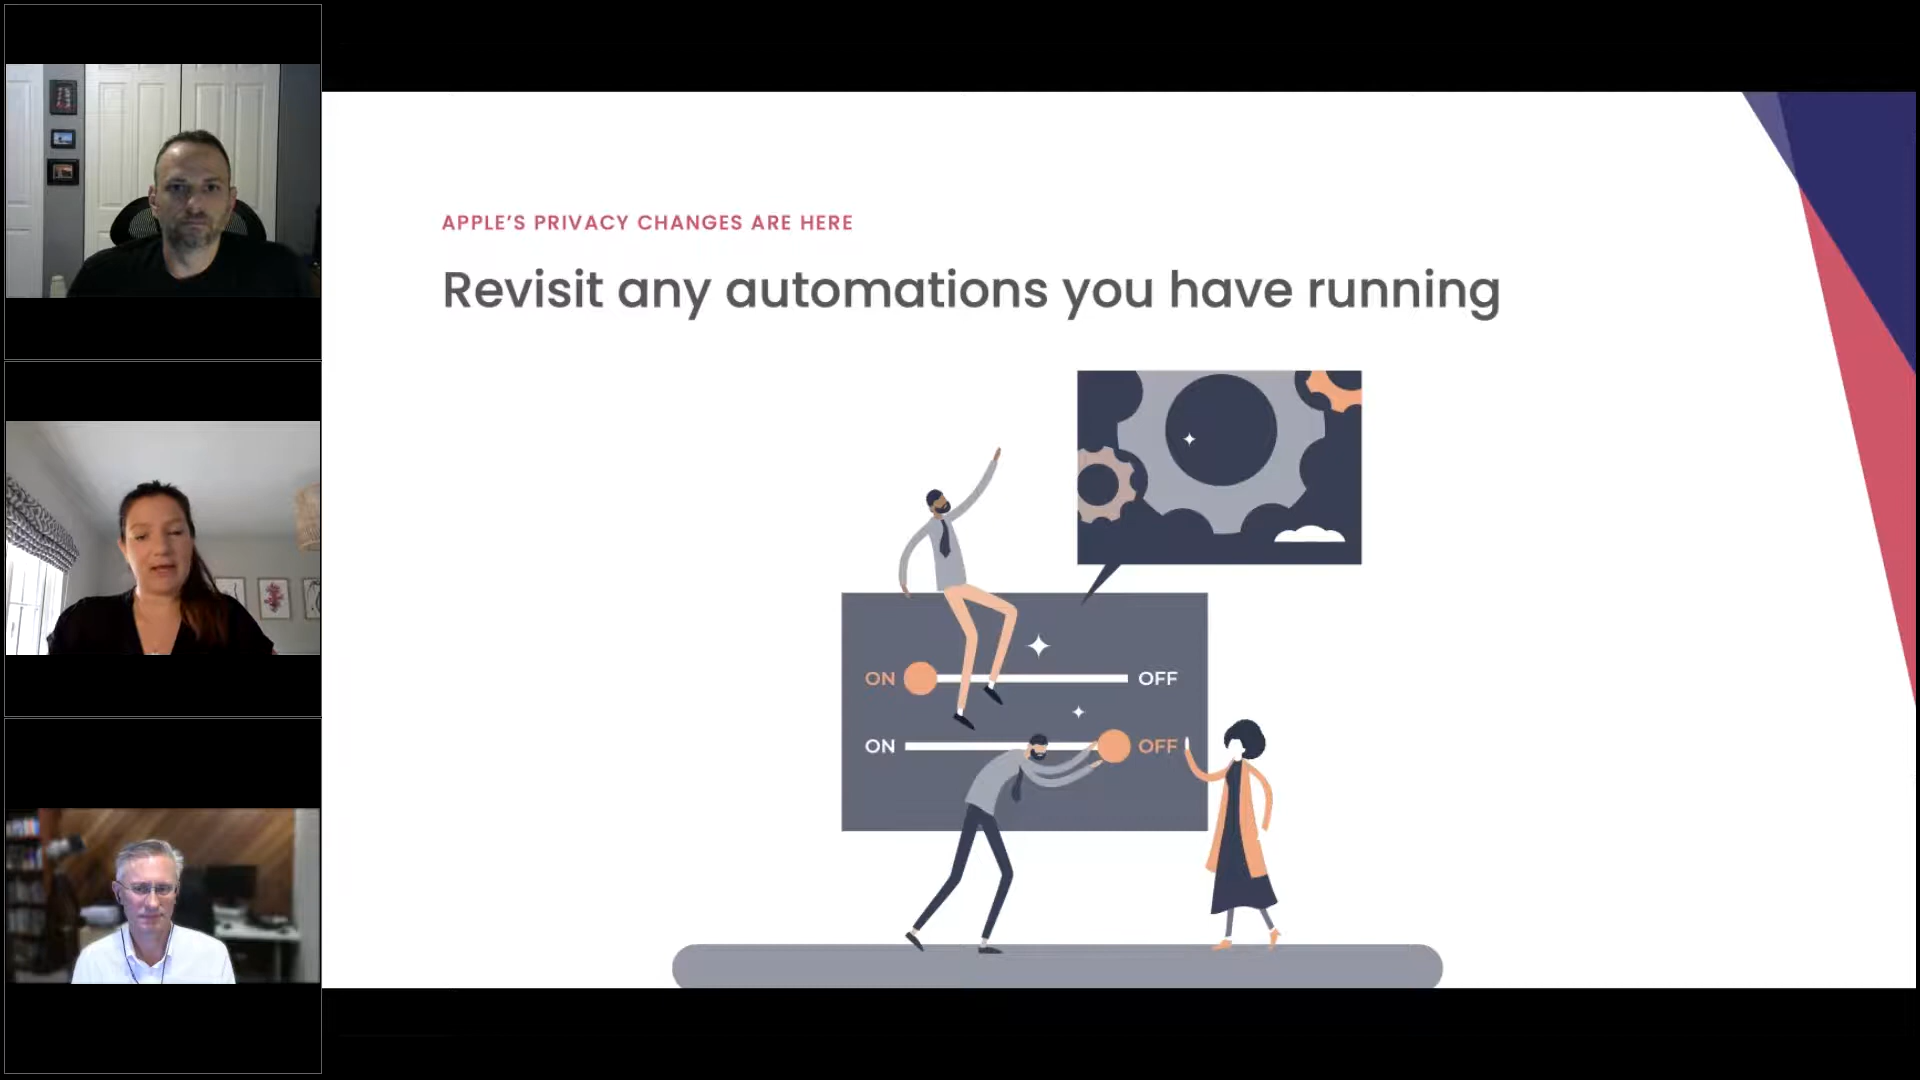 APPLE’S PRIVACY CHANGES ARE HERE
Revisit any automations you have running
ON OFF
ON OFF